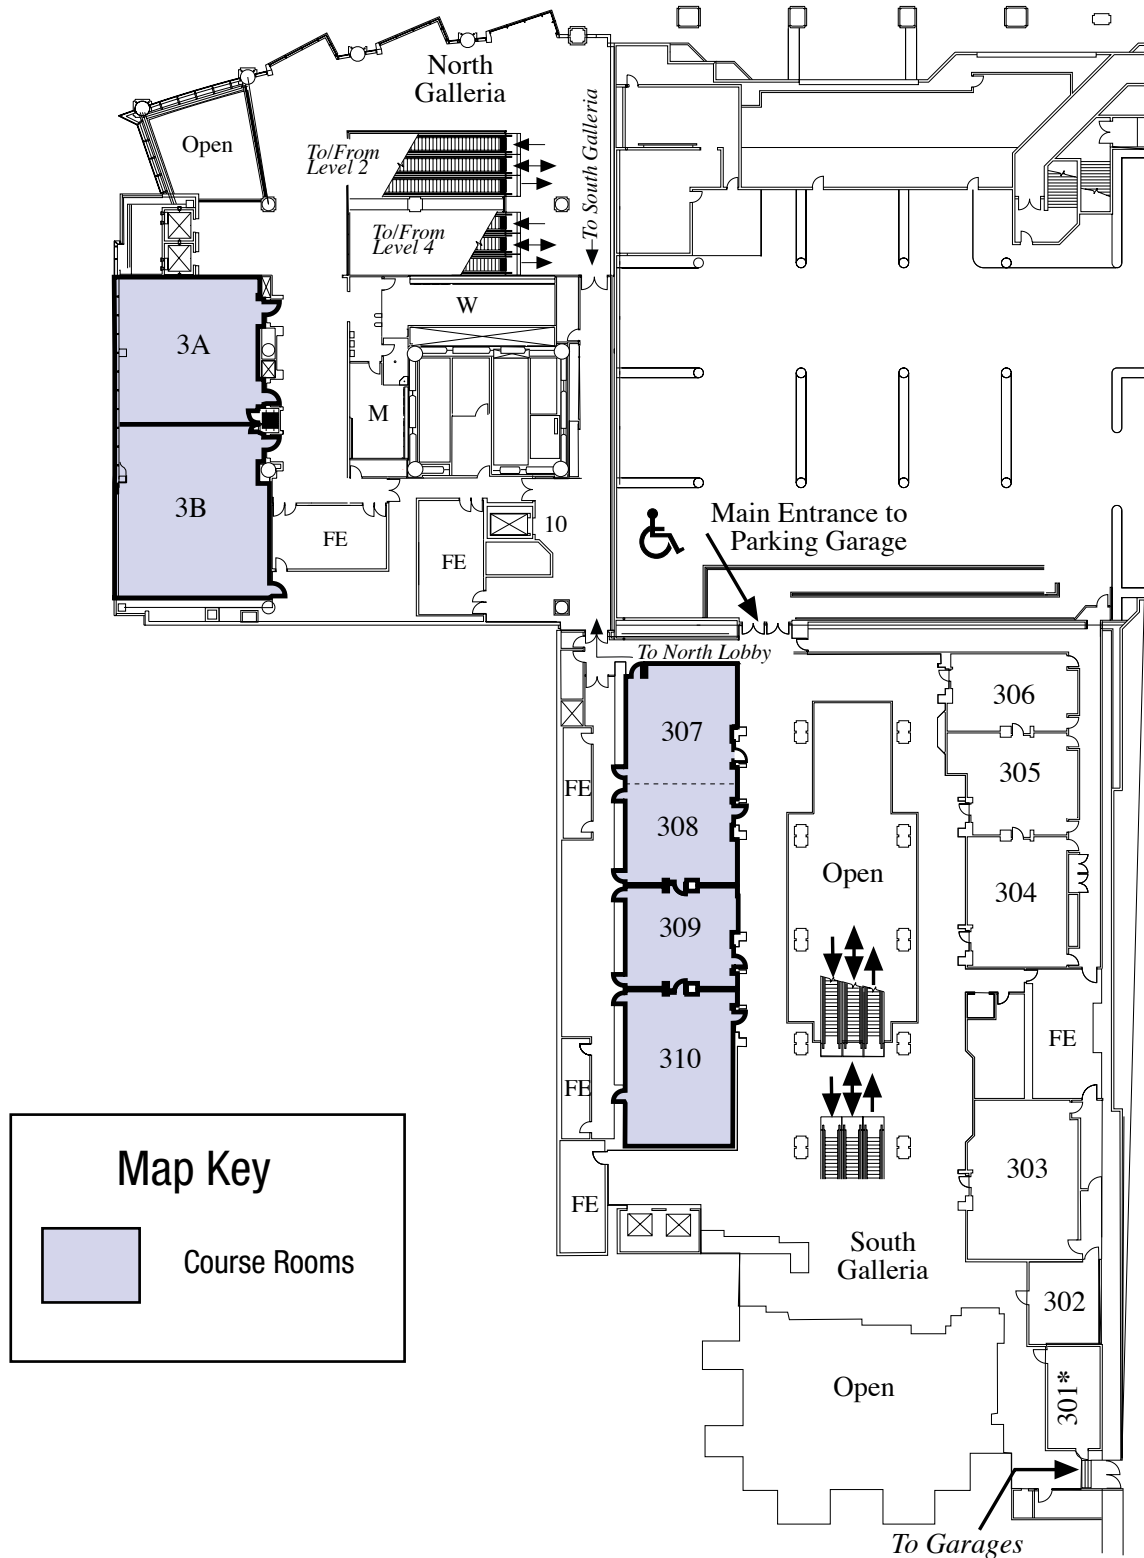 North
Galleria
Open
To/From
Level 2
To South Galleria
To/From
Level 4
W
3A
M
3B
10
FE
FE
Main Entrance to
Parking Garage
To North Lobby
307
306
FE
305
308
Open
304
309
310
FE
FE
303
FE
South
Galleria
302
Open
301*
To Garages
Map Key
Course Rooms